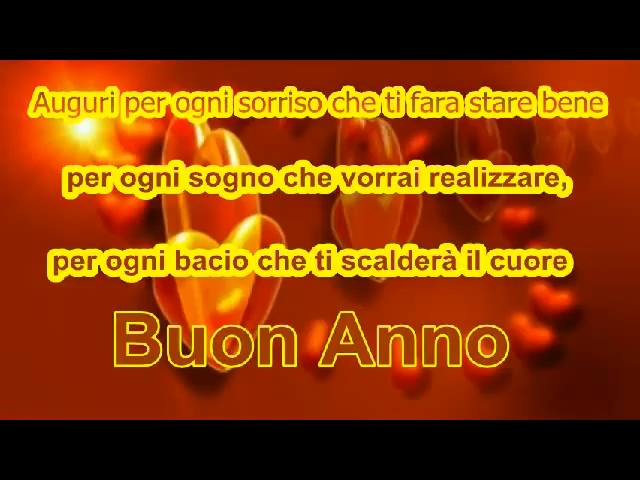 Auguri per ogni sorriso che ti fara stare bene
per ogni sogno che vorrai realizzare,
per ogni bacio che ti scalderà il cuore
Buon Anno